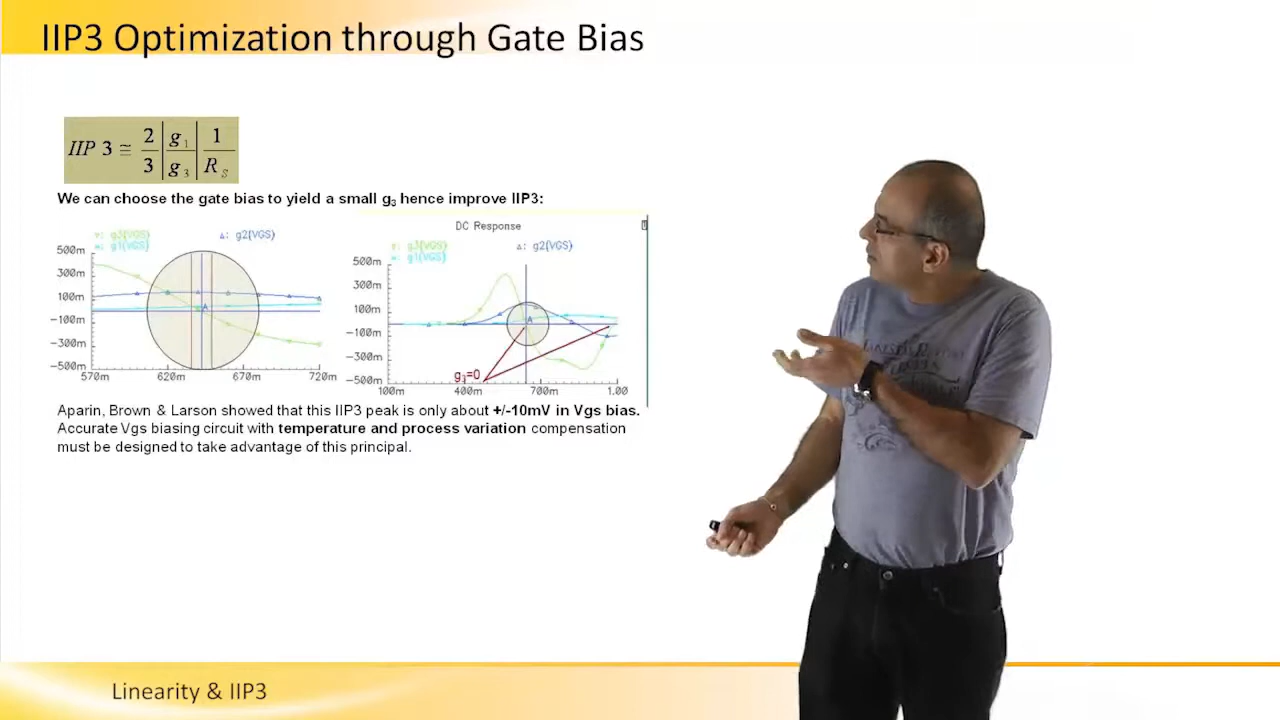 IIP3 Optimization through Gate Bias
IIP 3 ≅ 2/3 |g1/g3| 1/RS
We can choose the gate bias to yield a small g3 hence improve IIP3:
DC Response
g3(VGS) Δ: g2(VGS)
g1(VGS)
g3(VGS) Δ: g2(VGS)
g1(VGS)
500m
300m
100m
-100m
-300m
-500m
570m 620m 670m 720m
500m
300m
100m
-100m
-300m
-500m
100m 400m 700m 1.00
g3=0
Aparin, Brown & Larson showed that this IIP3 peak is only about +/-10mV in Vgs bias.
Accurate Vgs biasing circuit with temperature and process variation compensation
must be designed to take advantage of this principal.
Linearity & IIP3